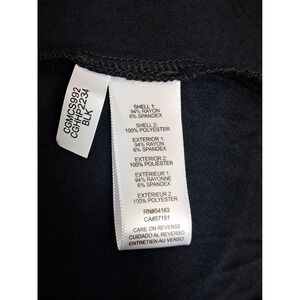 CGMCS992
CGHHP2234
BLK
SHELL 1:
94% RAYON
6% SPANDEX
SHELL 2:
100% POLYESTER
EXTERIOR 1:
94% RAYON
6% SPANDEX
EXTERIOR 2:
100% POLYESTER
EXTÉRIEUR 1:
94% RAYONNE
6% SPANDEX
EXTÉRIEUR 2:
100% POLYESTER
RN#54163
CA#57151
CARE ON REVERSE
CUIDADO AL REVERSO
ENTRETIEN AU VERSO